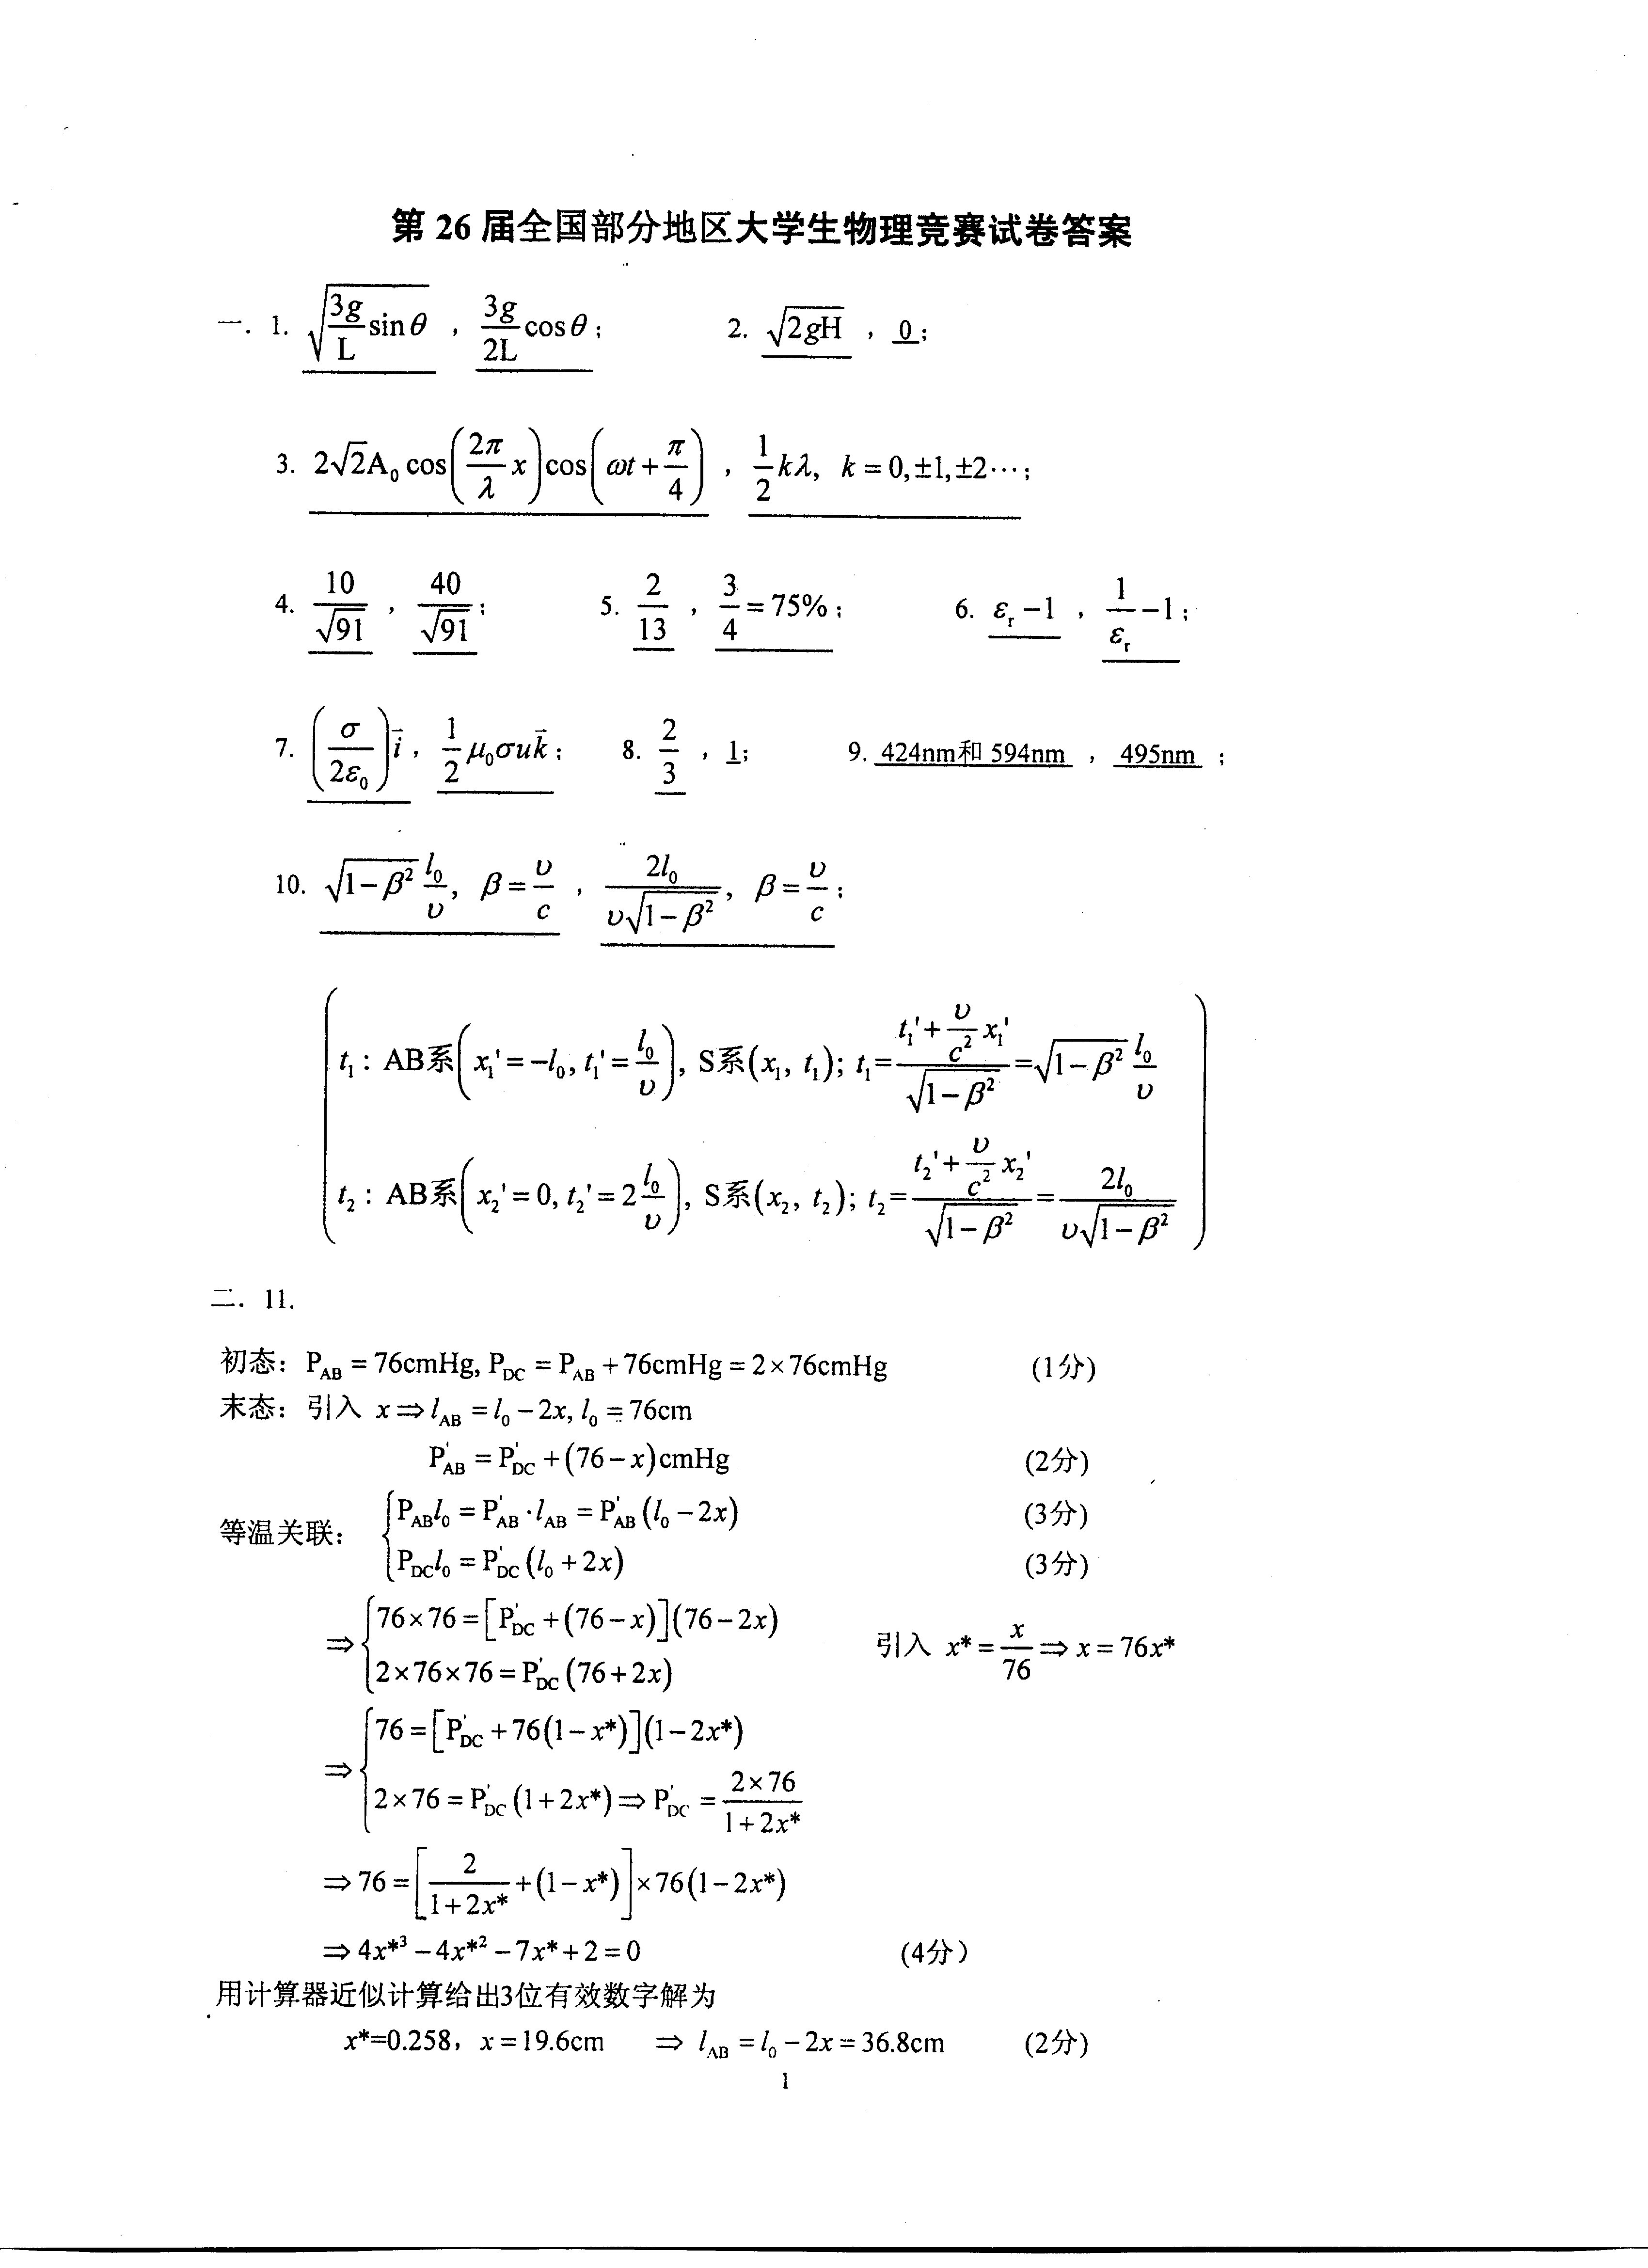 第 26 届全国部分地区大学生物理竞赛试卷答案
一. 1. $\sqrt{\frac{3g}{L}\sin\theta}$ , $\frac{3g}{2L}\cos\theta$; 2. $\sqrt{2gH}$ , 0;
3. $2\sqrt{2}A_0\cos\left(\frac{2\pi}{\lambda}x\right)\cos\left(\omega t+\frac{\pi}{4}\right)$ , $\frac{1}{2}k\lambda, k=0,\pm1,\pm2\cdots$;
4. $\frac{10}{\sqrt{91}}$ , $\frac{40}{\sqrt{91}}$; 5. $\frac{2}{13}$ , $\frac{3}{4}=75\%$; 6. $\varepsilon_r-1$ , $\frac{1}{\varepsilon_r}-1$;
7. $\left(\frac{\sigma}{2\varepsilon_0}\right)\vec{i}$ , $\frac{1}{2}\mu_0\sigma u\vec{k}$; 8. $\frac{2}{3}$ , 1; 9. 424nm和 594nm , 495nm ;
10. $\sqrt{1-\beta^2}\frac{l_0}{\upsilon}, \beta=\frac{\upsilon}{c}$ , $\frac{2l_0}{\upsilon\sqrt{1-\beta^2}}, \beta=\frac{\upsilon}{c}$;
$t_1$ : AB系$\left(x_1'=-l_0, t_1'=\frac{l_0}{\upsilon}\right)$, S系$(x_1, t_1)$; $t_1=\frac{t_1'+\frac{\upsilon}{c^2}x_1'}{\sqrt{1-\beta^2}}=\sqrt{1-\beta^2}\frac{l_0}{\upsilon}$
$t_2$ : AB系$\left(x_2'=0, t_2'=2\frac{l_0}{\upsilon}\right)$, S系$(x_2, t_2)$; $t_2=\frac{t_2'+\frac{\upsilon}{c^2}x_2'}{\sqrt{1-\beta^2}}=\frac{2l_0}{\upsilon\sqrt{1-\beta^2}}$
二. 11.
初态: $P_{AB}=76cmHg, P_{DC}=P_{AB}+76cmHg=2\times76cmHg$ (1分)
末态: 引入 $x\Rightarrow l_{AB}=l_0-2x, l_0=76cm$
$P_{AB}'=P_{DC}'+(76-x)cmHg$ (2分)
等温关联: $P_{AB}l_0=P_{AB}'\cdot l_{AB}=P_{AB}'(l_0-2x)$ (3分)
$P_{DC}l_0=P_{DC}'(l_0+2x)$ (3分)
$\Rightarrow 76\times76=[P_{DC}'+(76-x)](76-2x)$
$2\times76\times76=P_{DC}'(76+2x)$ 引入 $x*=\frac{x}{76}\Rightarrow x=76x*$
$\Rightarrow 76=[P_{DC}'+76(1-x*)](1-2x*)$
$2\times76=P_{DC}'(1+2x*)\Rightarrow P_{DC}'=\frac{2\times76}{1+2x*}$
$\Rightarrow 76=\left[\frac{2}{1+2x*}+(1-x*)\right]\times76(1-2x*)$
$\Rightarrow 4x*^3-4x*^2-7x*+2=0$ (4分)
用计算器近似计算给出3位有效数字解为
$x*$=0.258, $x=19.6cm$ $\Rightarrow l_{AB}=l_0-2x=36.8cm$ (2分)
1